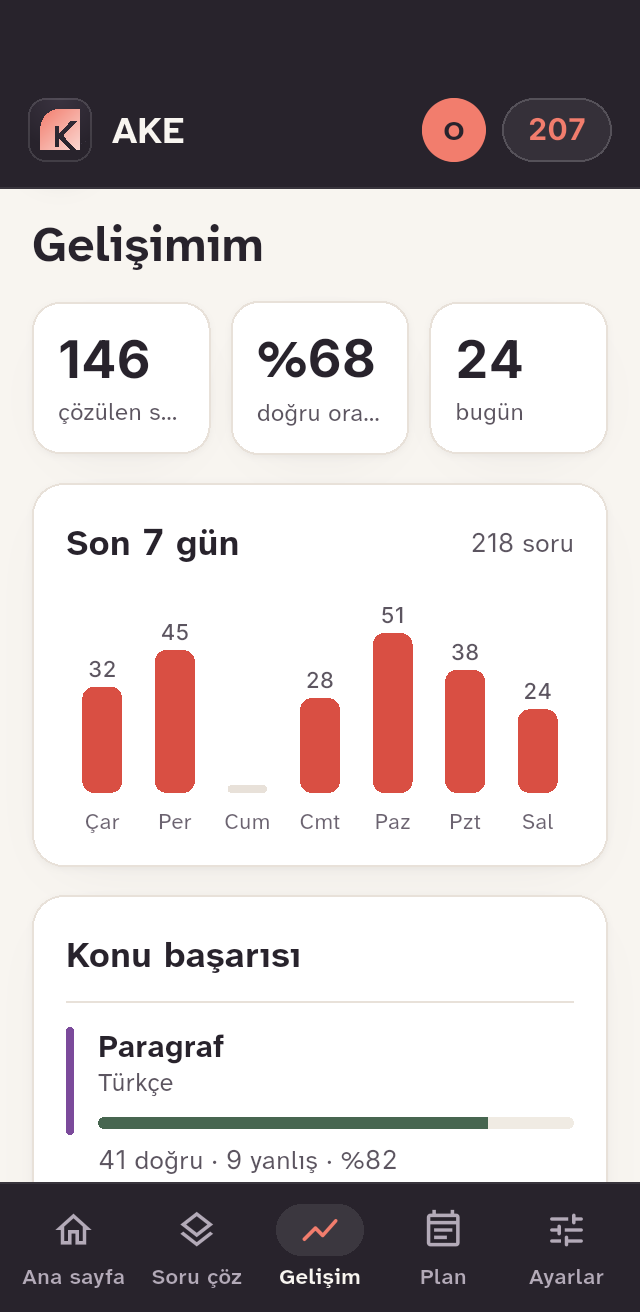 K AKE O 207
Gelişimim
146 %68 24
çözülen s... doğru ora... bugün
Son 7 gün 218 soru
32 45 28 51 38 24
Çar Per Cum Cmt Paz Pzt Sal
Konu başarısı
Paragraf
Türkçe
41 doğru · 9 yanlış · %82
Ana sayfa Soru çöz Gelişim Plan Ayarlar